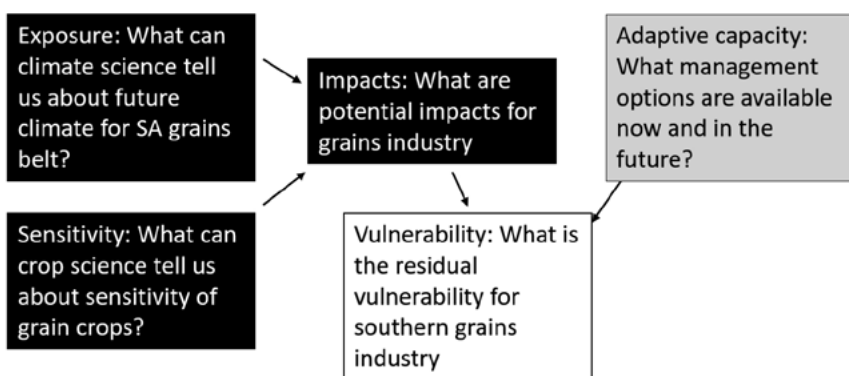 Exposure: What can
climate science tell
us about future
climate for SA grains
belt?
Impacts: What are
potential impacts for
grains industry
Adaptive capacity:
What management
options are available
now and in the
future?
Sensitivity: What can
crop science tell us
about sensitivity of
grain crops?
Vulnerability: What is
the residual
vulnerability for
southern grains
industry